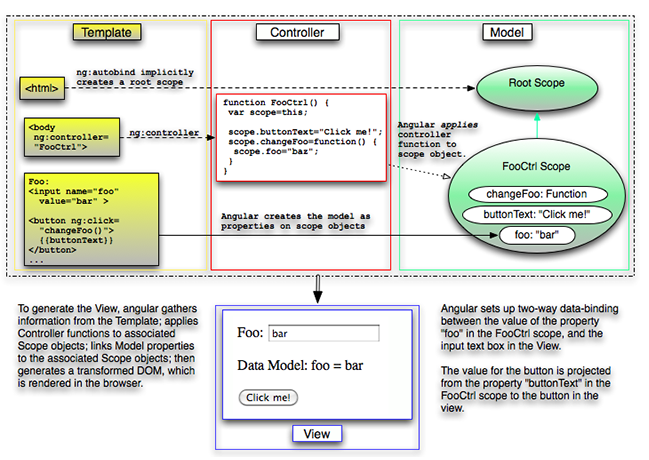 Template
Controller
Model
<html>
ng:autobind implicitly
creates a root scope
Root Scope
<body
ng:controller=
"FooCtrl">
ng:controller
function FooCtrl() {
var scope=this;
scope.buttonText="Click me!";
scope.changeFoo=function() {
scope.foo="baz";
}
}
Angular applies
controller
function to
scope object.
FooCtrl Scope
changeFoo: Function
buttonText: "Click me!"
foo: "bar"
Foo:
<input name="foo"
value="bar" >
<button ng:click=
"changeFoo()">
{{buttonText}}
</button>
...
Angular creates the model as
properties on scope objects
To generate the View, angular gathers
information from the Template; applies
Controller functions to associated
Scope objects; links Model properties
to the associated Scope objects; then
generates a transformed DOM, which
is rendered in the browser.
Foo: bar
Data Model: foo = bar
Click me!
View
Angular sets up two-way data-binding
between the value of the property
"foo" in the FooCtrl scope, and the
input text box in the View.
The value for the button is projected
from the property "buttonText" in the
FooCtrl scope to the button in the
view.